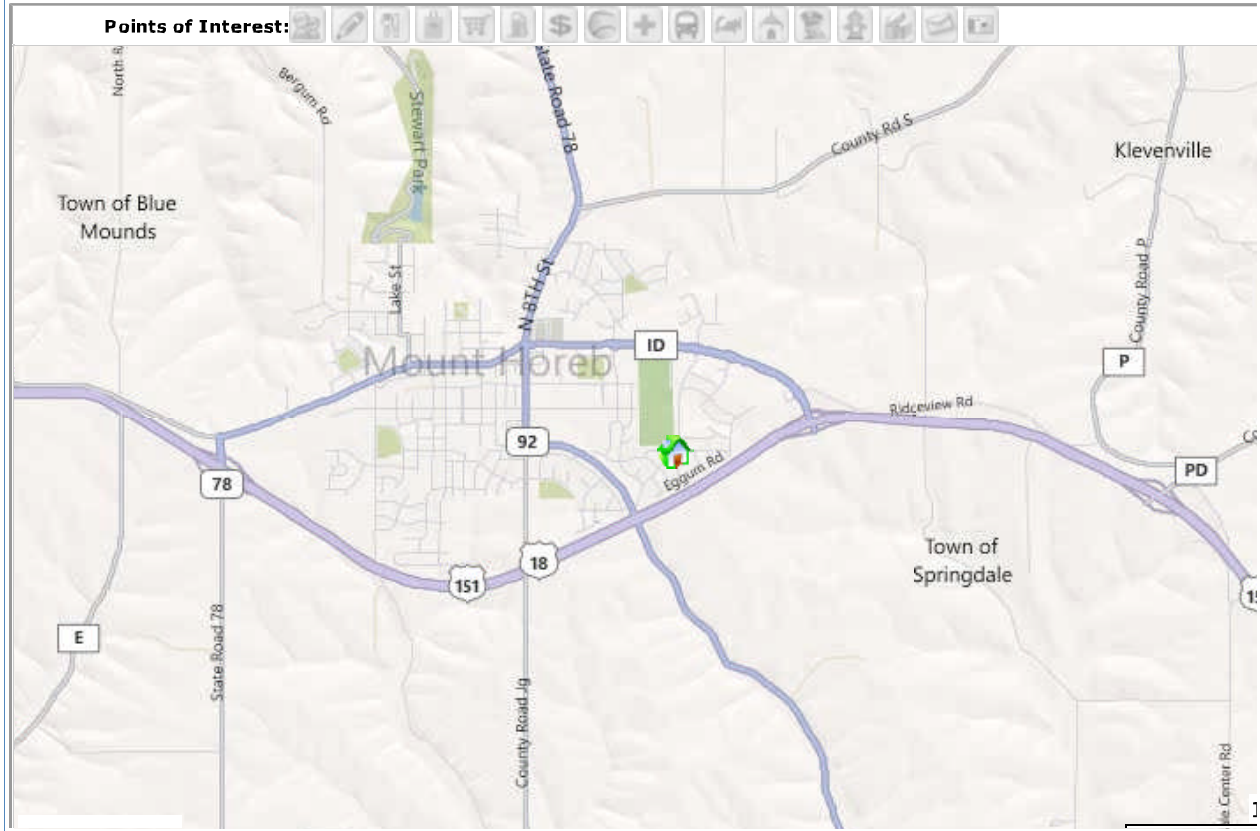 Points of Interest:
North
Bergum Rd
Stewart Park
State Road 78
County Rd S
Klevenville
Town of Blue
Mounds
Lake St
N 8TH St
County Road P
Mount Horeb
ID
P
Ridgeview Rd
92
Eggum Rd
78
PD
18
151
Town of
Springdale
E
State Road 78
County Road Jg
Center Rd